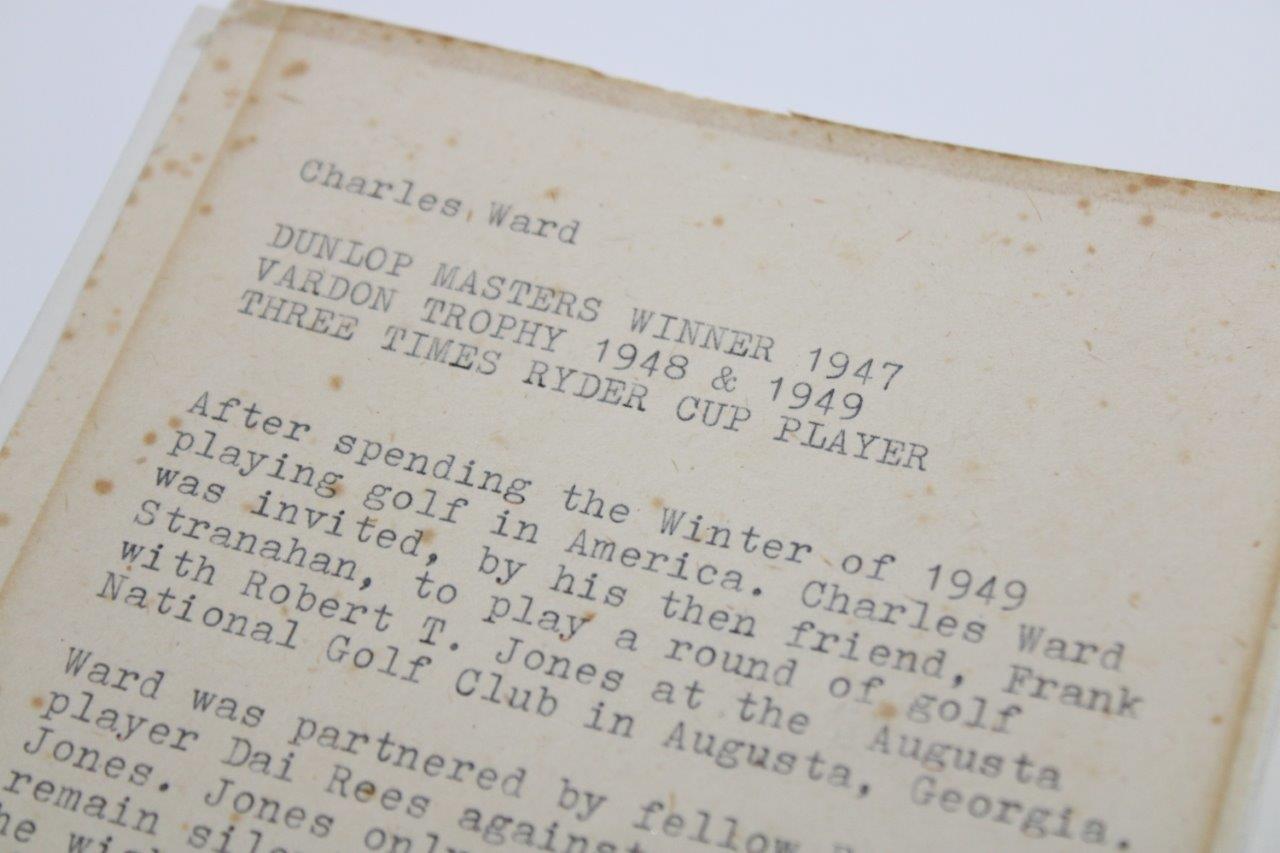 Charles Ward
DUNLOP MASTERS WINNER 1947
VARDON TROPHY 1948 & 1949
THREE TIMES RYDER CUP PLAYER
After spending the Winter of 1949
playing golf in America. Charles Ward
was invited, by his then friend, Frank
Stranahan, to play a round of golf
with Robert T. Jones at the Augusta
National Golf Club in Augusta, Georgia.
Ward was partnered by fellow
player Dai Rees against
Jones. Jones only
remain